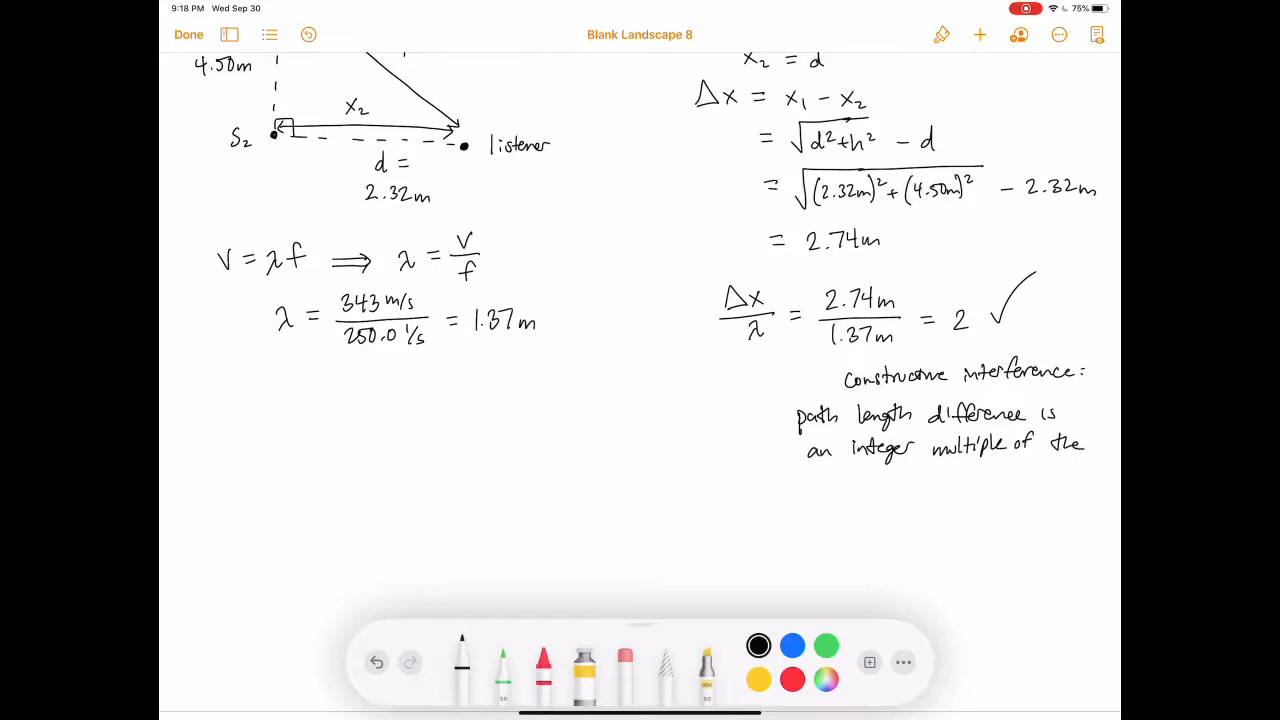 9:18 PM Wed Sep 30
75%
Done
Blank Landscape 8
4.50m
x₂
S₂
listener
d =
2.32m
v = λf ⟹ λ = v/f
λ = 343 m/s / 250.0 1/s = 1.37m
x₂ = d
Δx = x₁ − x₂
= √(d²+h²) − d
= √((2.32m)²+(4.50m)²) − 2.32m
= 2.74m
Δx/λ = 2.74m/1.37m = 2 ✓
constructive interference:
path length difference is
an integer multiple of the
50
50
50